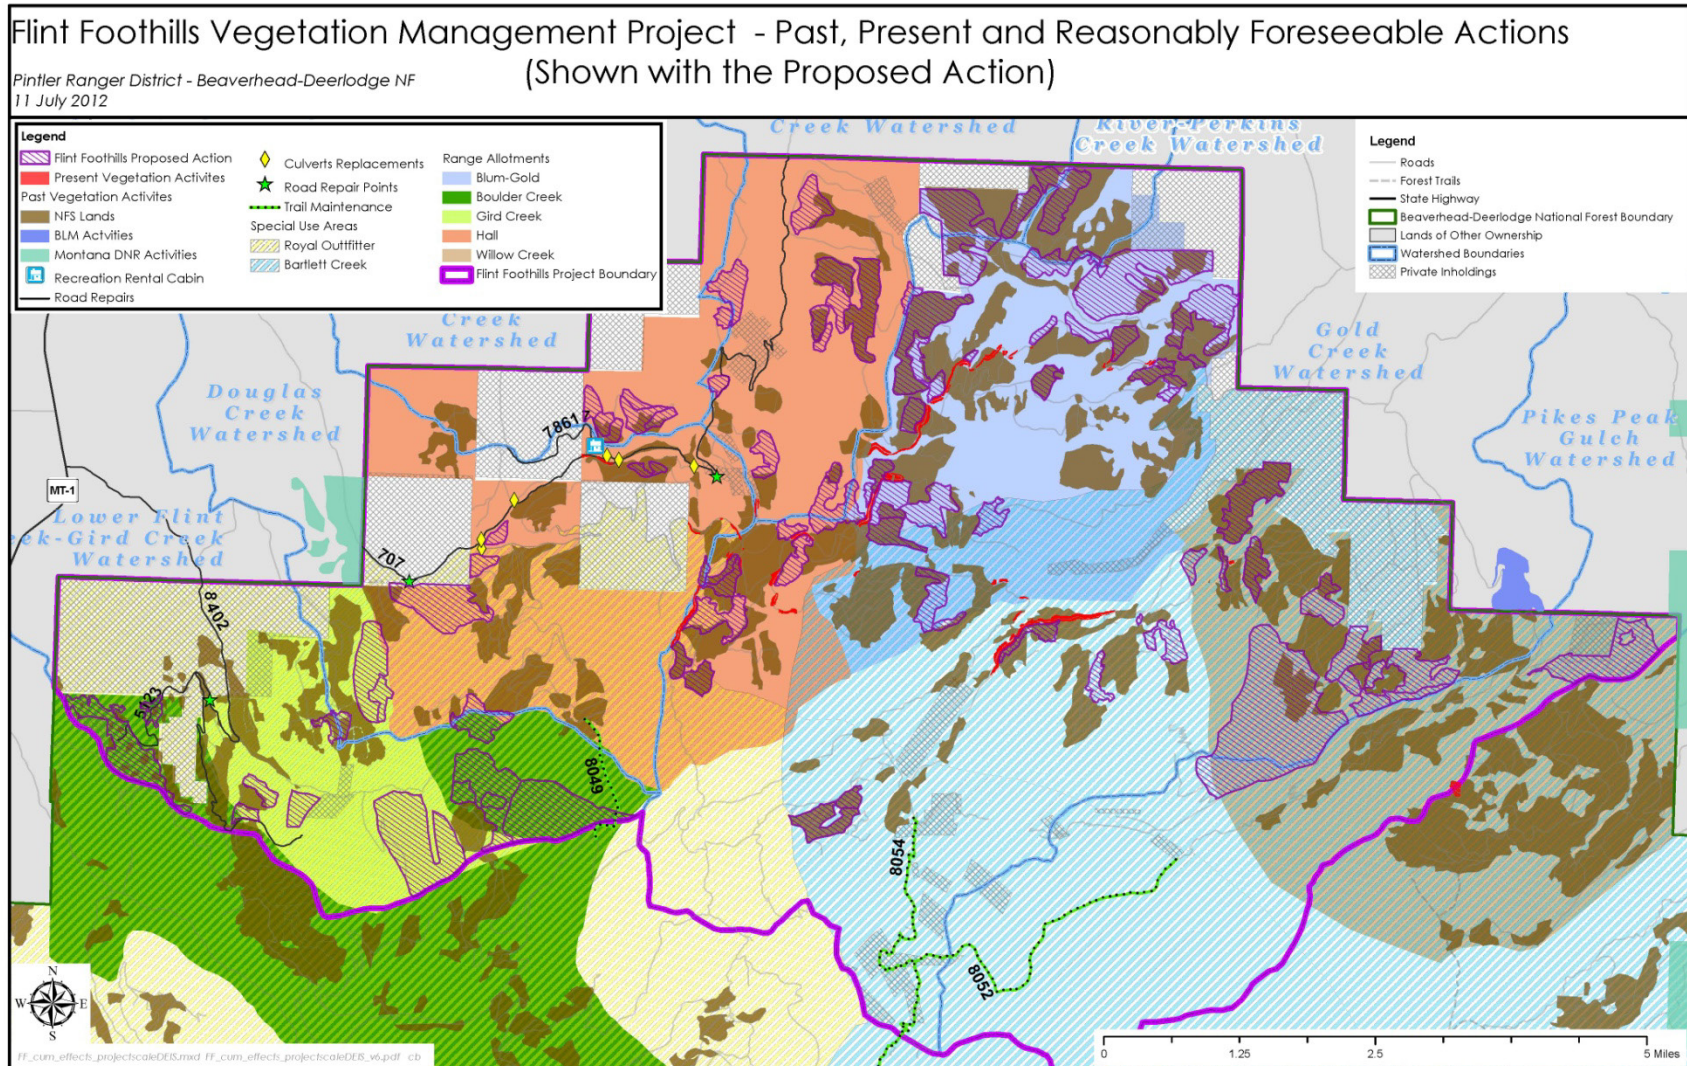 Flint Foothills Vegetation Management Project - Past, Present and Reasonably Foreseeable Actions
(Shown with the Proposed Action)
Pintler Ranger District - Beaverhead-Deerlodge NF
11 July 2012
Legend
Flint Foothills Proposed Action
Present Vegetation Activites
Past Vegetation Activites
NFS Lands
BLM Actvities
Montana DNR Activities
Recreation Rental Cabin
Road Repairs
Culverts Replacements
Road Repair Points
Trail Maintenance
Special Use Areas
Royal Outtfitter
Bartlett Creek
Range Allotments
Blum-Gold
Boulder Creek
Gird Creek
Hall
Willow Creek
Flint Foothills Project Boundary
Creek Watershed
River-Perkins
Creek Watershed
Legend
Roads
Forest Trails
State Highway
Beaverhead-Deerlodge National Forest Boundary
Lands of Other Ownership
Watershed Boundaries
Private Inholdings
Creek
Watershed
Gold
Creek
Watershed
Douglas
Creek
Watershed
Pikes Peak
Gulch
Watershed
78617
MT-1
Lower Flint
ek-Gird Creek
Watershed
707
8402
5123
8049
8054
8052
N
W
E
S
FF_cum_effects_projectscaleDEIS.mxd FF_cum_effects_projectscaleDEIS_v6.pdf cb
0
1.25
2.5
5 Miles